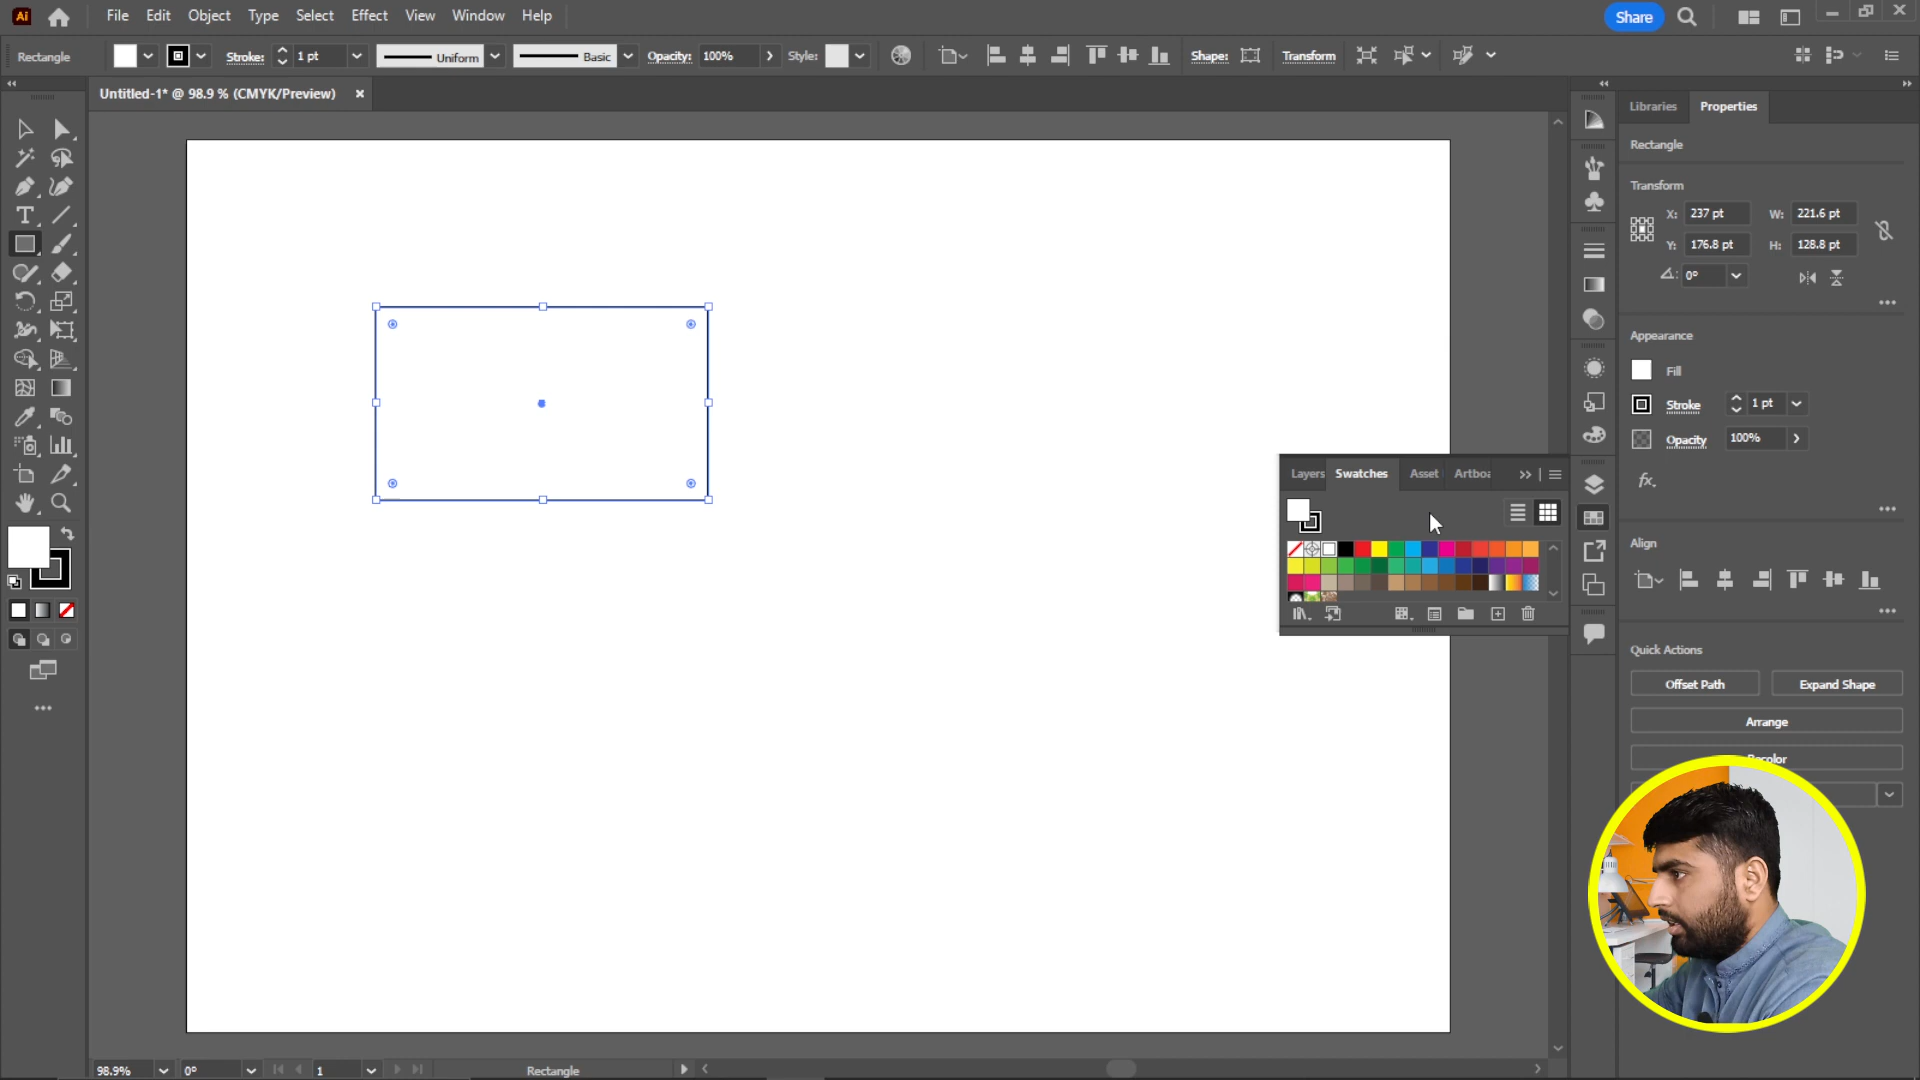 Ai File Edit Object Type Select Effect View Window Help Share
Rectangle Stroke: 1 pt Uniform Basic Opacity: 100% Style: Shape: Transform
Untitled-1* @ 98.9 % (CMYK/Preview) ×
Libraries Properties
Rectangle
Transform
X: 237 pt W: 221.6 pt
Y: 176.8 pt H: 128.8 pt
0°
Appearance
Fill
Stroke 1 pt
Opacity 100%
fx.
Layers Swatches Asset Artboa
Align
Quick Actions
Offset Path Expand Shape
Arrange
98.9% 0° 1 Rectangle